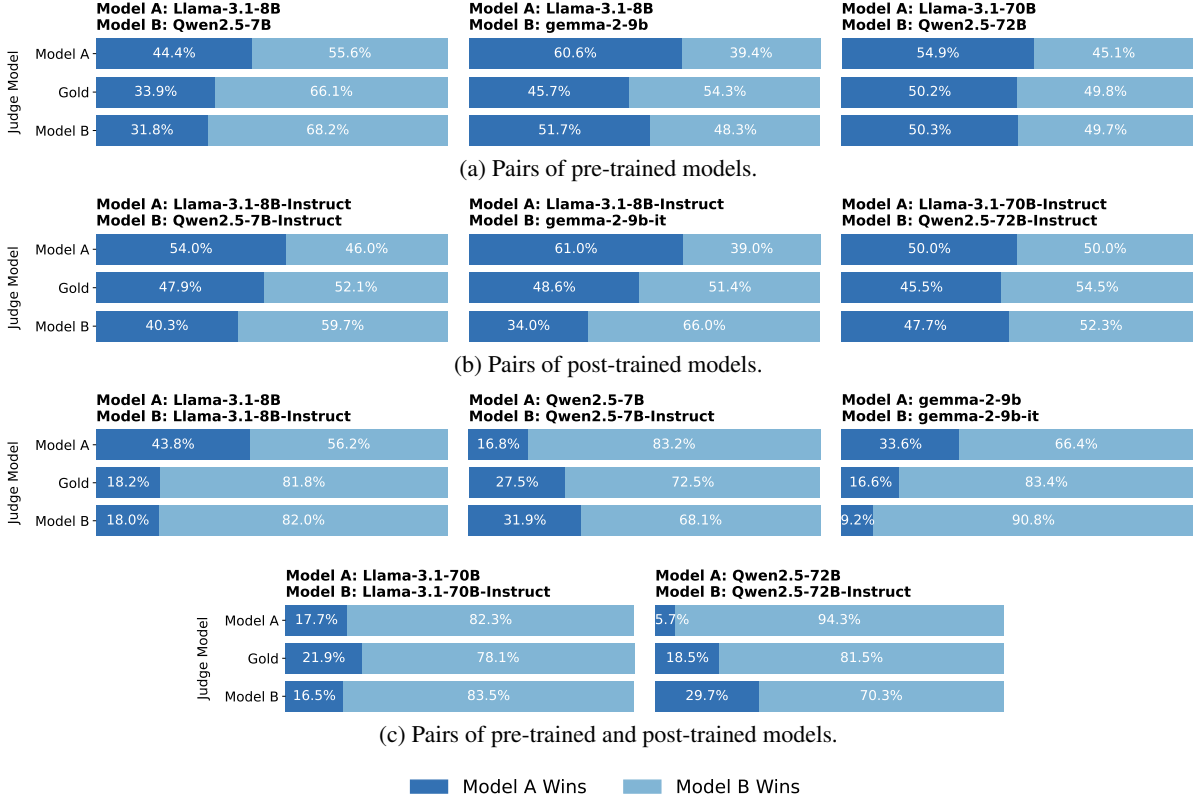 Model A: Llama-3.1-8B
Model B: Qwen2.5-7B
Model A: Llama-3.1-8B
Model B: gemma-2-9b
Model A: Llama-3.1-70B
Model B: Qwen2.5-72B
Judge Model
Model A 44.4% 55.6% 60.6% 39.4% 54.9% 45.1%
Gold 33.9% 66.1% 45.7% 54.3% 50.2% 49.8%
Model B 31.8% 68.2% 51.7% 48.3% 50.3% 49.7%
(a) Pairs of pre-trained models.
Model A: Llama-3.1-8B-Instruct
Model B: Qwen2.5-7B-Instruct
Model A: Llama-3.1-8B-Instruct
Model B: gemma-2-9b-it
Model A: Llama-3.1-70B-Instruct
Model B: Qwen2.5-72B-Instruct
Judge Model
Model A 54.0% 46.0% 61.0% 39.0% 50.0% 50.0%
Gold 47.9% 52.1% 48.6% 51.4% 45.5% 54.5%
Model B 40.3% 59.7% 34.0% 66.0% 47.7% 52.3%
(b) Pairs of post-trained models.
Model A: Llama-3.1-8B
Model B: Llama-3.1-8B-Instruct
Model A: Qwen2.5-7B
Model B: Qwen2.5-7B-Instruct
Model A: gemma-2-9b
Model B: gemma-2-9b-it
Judge Model
Model A 43.8% 56.2% 16.8% 83.2% 33.6% 66.4%
Gold 18.2% 81.8% 27.5% 72.5% 16.6% 83.4%
Model B 18.0% 82.0% 31.9% 68.1% 9.2% 90.8%
Model A: Llama-3.1-70B
Model B: Llama-3.1-70B-Instruct
Model A: Qwen2.5-72B
Model B: Qwen2.5-72B-Instruct
Judge Model
Model A 17.7% 82.3% 5.7% 94.3%
Gold 21.9% 78.1% 18.5% 81.5%
Model B 16.5% 83.5% 29.7% 70.3%
(c) Pairs of pre-trained and post-trained models.
Model A Wins
Model B Wins